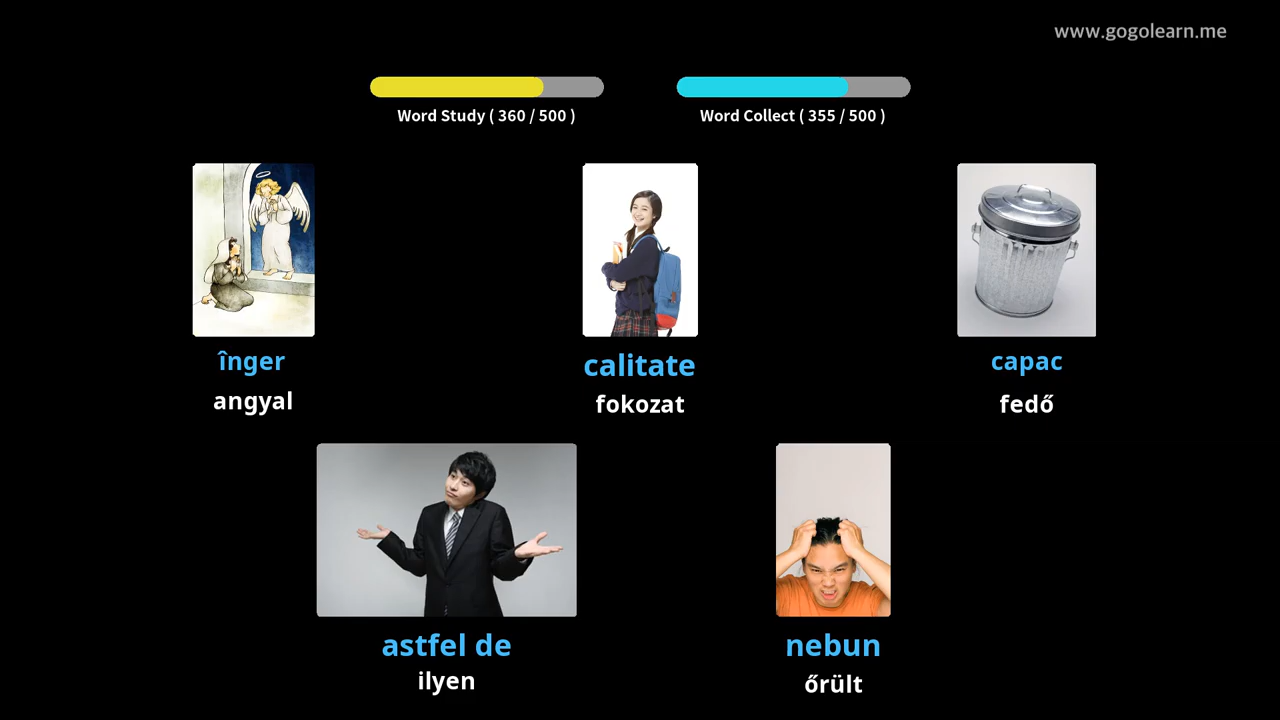 www.gogolearn.me
Word Study ( 360 / 500 )
Word Collect ( 355 / 500 )
înger
angyal
calitate
fokozat
capac
fedő
astfel de
ilyen
nebun
őrült